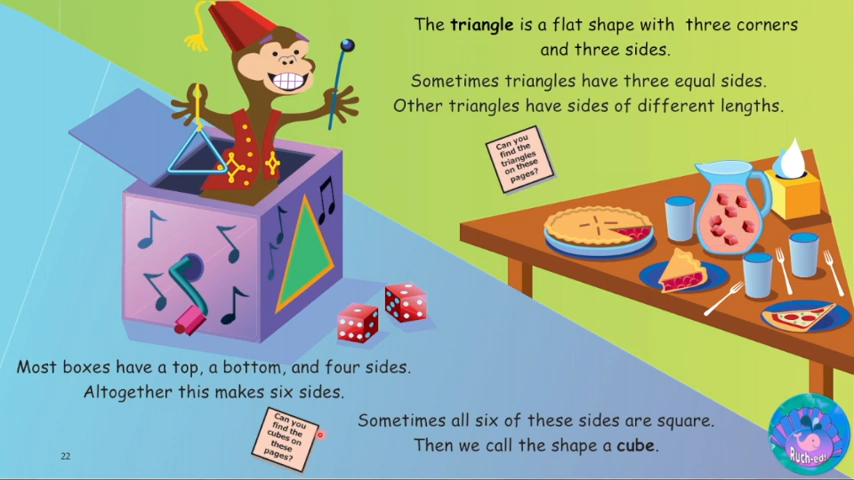 The triangle is a flat shape with three corners
and three sides.
Sometimes triangles have three equal sides.
Other triangles have sides of different lengths.
Can you
find the
triangles
on these
pages?
Most boxes have a top, a bottom, and four sides.
Altogether this makes six sides.
Can you
find the
cubes on
these
pages?
Sometimes all six of these sides are square.
Then we call the shape a cube.
22
Ruch-edi